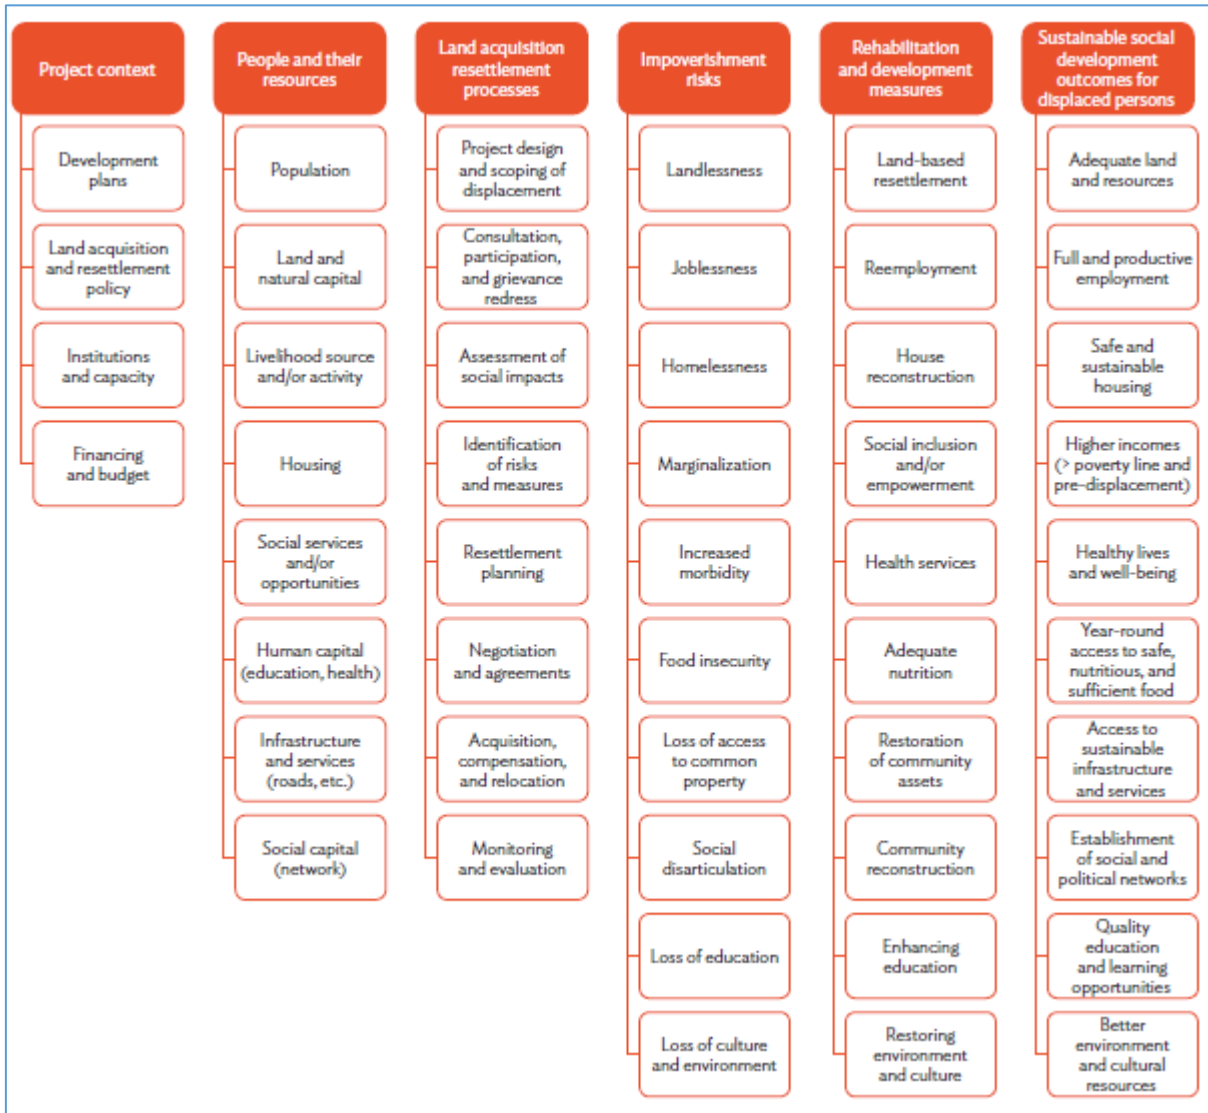 Project context
Development
plans
Land acquisition
and resettlement
policy
Institutions
and capacity
Financing
and budget
People and their
resources
Population
Land and
natural capital
Livelihood source
and/or activity
Housing
Social services
and/or
opportunities
Human capital
(education, health)
Infrastructure
and services
(roads, etc.)
Social capital
(network)
Land acquisition
resettlement
processes
Project design
and scoping of
displacement
Consultation,
participation,
and grievance
redress
Assessment of
social impacts
Identification
of risks
and measures
Resettlement
planning
Negotiation
and agreements
Acquisition,
compensation,
and relocation
Monitoring
and evaluation
Impoverishment
risks
Landlessness
Joblessness
Homelessness
Marginalization
Increased
morbidity
Food insecurity
Loss of access
to common
property
Social
disarticulation
Loss of education
Loss of culture
and environment
Rehabilitation
and development
measures
Land-based
resettlement
Reemployment
House
reconstruction
Social inclusion
and/or
empowerment
Health services
Adequate
nutrition
Restoration
of community
assets
Community
reconstruction
Enhancing
education
Restoring
environment
and culture
Sustainable social
development
outcomes for
displaced persons
Adequate land
and resources
Full and productive
employment
Safe and
sustainable
housing
Higher incomes
(> poverty line and
pre-displacement)
Healthy lives
and well-being
Year-round
access to safe,
nutritious, and
sufficient food
Access to
sustainable
infrastructure
and services
Establishment
of social and
political networks
Quality
education
and learning
opportunities
Better
environment
and cultural
resources